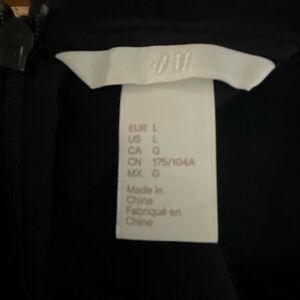 H&M
EUR L
US L
CA G
CN 175/104A
MX G
Made in
China
Fabriqué en
Chine